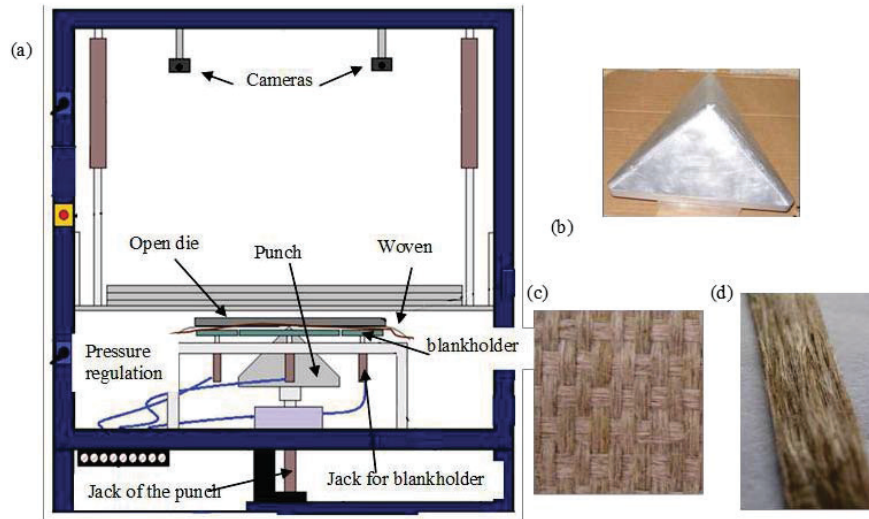 (a)
Cameras
(b)
Open die
Punch
Woven
(c)
(d)
blankholder
Pressure
regulation
Jack of the punch
Jack for blankholder